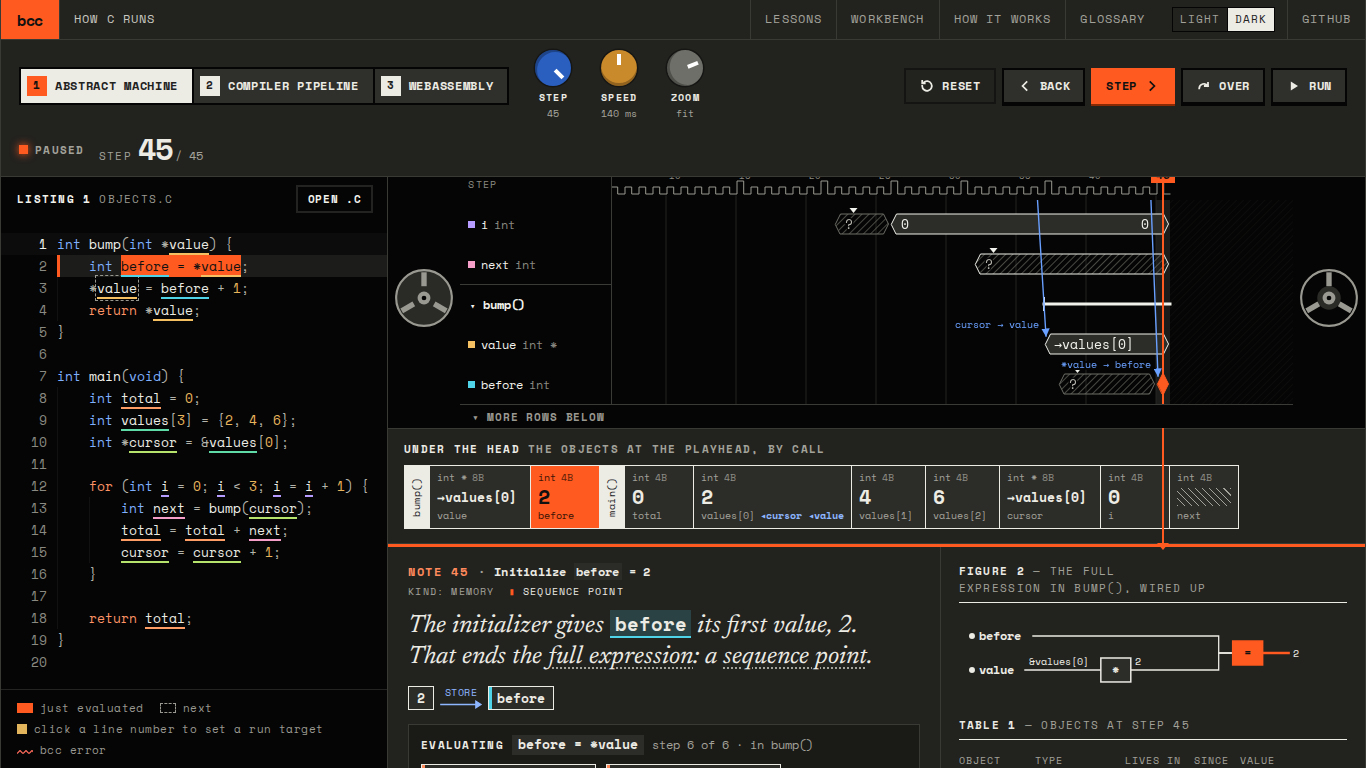 bcc HOW C RUNS LESSONS WORKBENCH HOW IT WORKS GLOSSARY LIGHT DARK GITHUB
1 ABSTRACT MACHINE 2 COMPILER PIPELINE 3 WEBASSEMBLY RESET BACK STEP OVER RUN
STEP SPEED ZOOM
45 140 ms fit
PAUSED STEP 45 / 45
LISTING 1 OBJECTS.C OPEN .C
1 int bump(int *value) {
2 int before = *value;
3 *value = before + 1;
4 return *value;
5 }
6
7 int main(void) {
8 int total = 0;
9 int values[3] = {2, 4, 6};
10 int *cursor = &values[0];
11
12 for (int i = 0; i < 3; i = i + 1) {
13 int next = bump(cursor);
14 total = total + next;
15 cursor = cursor + 1;
16 }
17
18 return total;
19 }
20
just evaluated next
click a line number to set a run target
bcc error
STEP
i int ? 0 0
next int ?
▾ bump()
cursor → value
value int * →values[0]
*value → before
before int ?
▾ MORE ROWS BELOW
UNDER THE HEAD THE OBJECTS AT THE PLAYHEAD, BY CALL
bump()
int * 8B
→values[0]
value
int 4B
2
before
main()
int 4B
0
total
int 4B
2
values[0] ◂cursor ◂value
int 4B
4
values[1]
int 4B
6
values[2]
int * 8B
→values[0]
cursor
int 4B
0
i
int 4B
next
NOTE 45 · Initialize before = 2
KIND: MEMORY SEQUENCE POINT
The initializer gives before its first value, 2.
That ends the full expression: a sequence point.
2 STORE before
EVALUATING before = *value step 6 of 6 · in bump()
FIGURE 2 — THE FULL
EXPRESSION IN BUMP(), WIRED UP
before
value &values[0] * 2 = 2
TABLE 1 — OBJECTS AT STEP 45
OBJECT TYPE LIVES IN SINCE VALUE